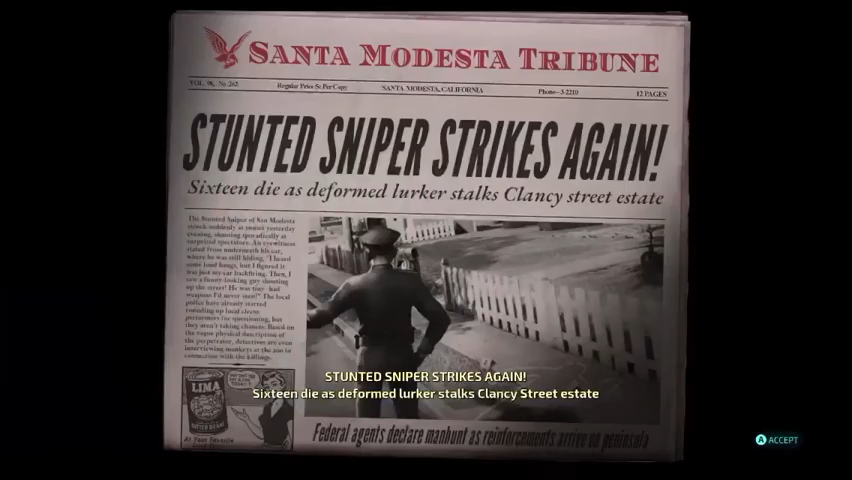 SANTA MODESTA TRIBUNE
VOL. 98, No 262 Regular Price 5c Per Copy SANTA MODESTA, CALIFORNIA Phone—3-2210 12 PAGES
STUNTED SNIPER STRIKES AGAIN!
Sixteen die as deformed lurker stalks Clancy street estate
The Stunted Sniper of San Modesta
struck suddenly at sunset yesterday
evening, shooting sporadically at
surprised spectators. An eyewitness
stated from underneath his car,
where he was still hiding, "I heard
some loud bangs, but I figured it
was just my car backfiring. Then, I
saw a funny-looking guy shooting
up the street! He was tiny—had
weapons I'd never seen!" The local
police have already started
rounding up local circus
performers for questioning, but
they aren't taking chances. Based on
the vague physical description of
the perpetrator, detectives are even
interviewing monkeys at the zoo in
connection with the killings.
LIMA
BUTTER BEANS
At Your Favorite
STUNTED SNIPER STRIKES AGAIN!
Sixteen die as deformed lurker stalks Clancy Street estate
Federal agents declare manhunt as reinforcements arrive on peninsula
A ACCEPT